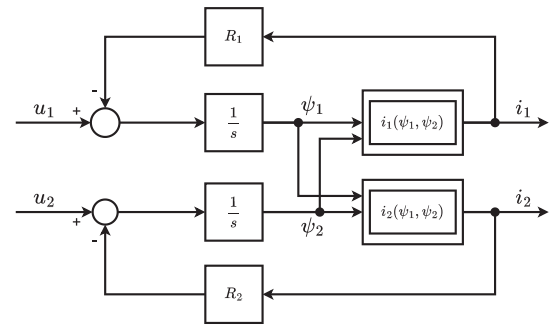 R₁
-
u₁ + 1/s ψ₁ i₁(ψ₁, ψ₂) i₁
u₂ + 1/s ψ₂ i₂(ψ₁, ψ₂) i₂
-
R₂